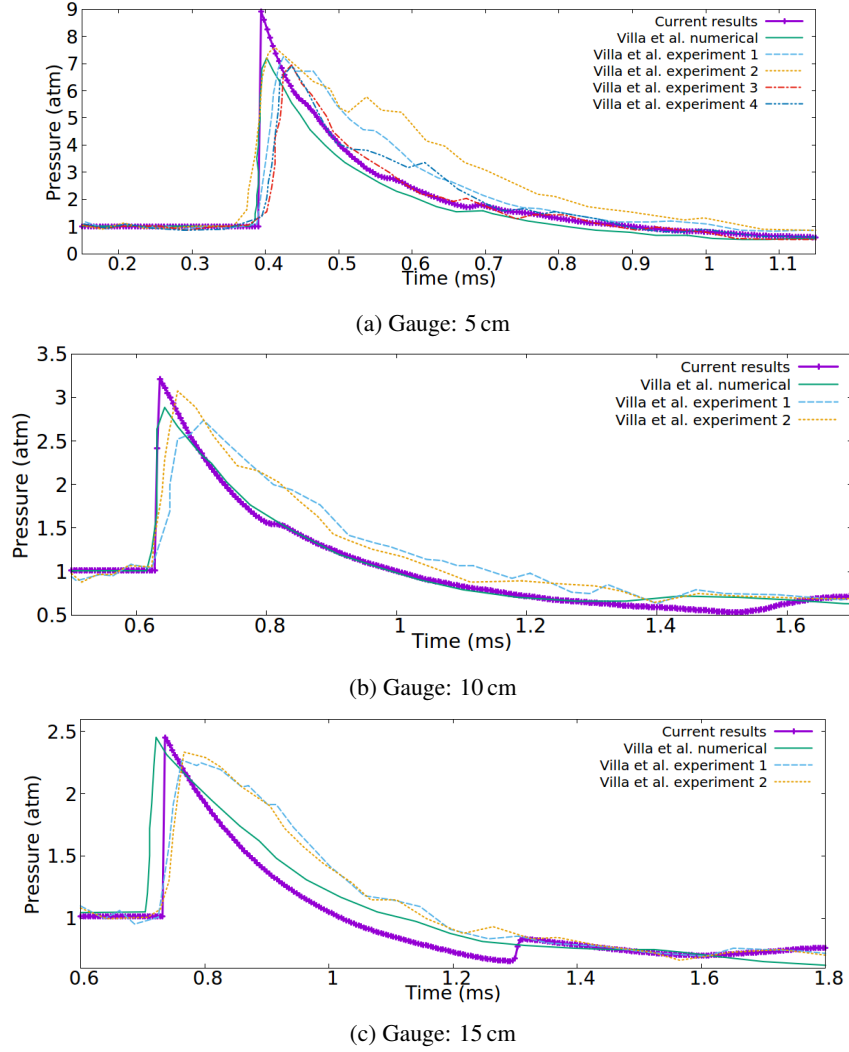 9
8
7
6
5
4
3
2
1
0
Pressure (atm)
Current results
Villa et al. numerical
Villa et al. experiment 1
Villa et al. experiment 2
Villa et al. experiment 3
Villa et al. experiment 4
0.2 0.3 0.4 0.5 0.6 0.7 0.8 0.9 1 1.1
Time (ms)
(a) Gauge: 5 cm
3.5
3
2.5
2
1.5
1
0.5
Pressure (atm)
Current results
Villa et al. numerical
Villa et al. experiment 1
Villa et al. experiment 2
0.6 0.8 1 1.2 1.4 1.6
Time (ms)
(b) Gauge: 10 cm
2.5
2
1.5
1
Pressure (atm)
Current results
Villa et al. numerical
Villa et al. experiment 1
Villa et al. experiment 2
0.6 0.8 1 1.2 1.4 1.6 1.8
Time (ms)
(c) Gauge: 15 cm